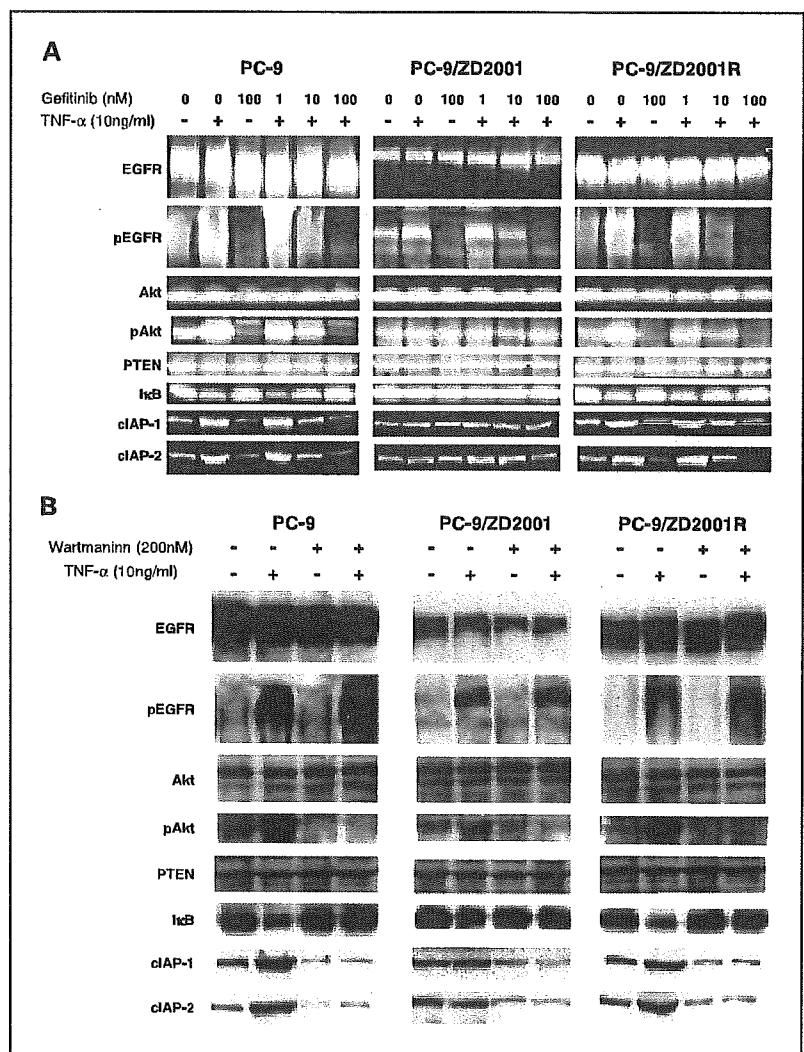 A
PC-9 PC-9/ZD2001 PC-9/ZD2001R
Gefitinib (nM) 0 0 100 1 10 100 0 0 100 1 10 100 0 0 100 1 10 100
TNF-α (10ng/ml) - + - + + + - + - + + + - + - + + +
EGFR
pEGFR
Akt
pAkt
PTEN
IκB
cIAP-1
cIAP-2
B
PC-9 PC-9/ZD2001 PC-9/ZD2001R
Wartmaninn (200nM) - - + + - - + + - - + +
TNF-α (10ng/ml) - + - + - + - + - + - +
EGFR
pEGFR
Akt
pAkt
PTEN
IκB
cIAP-1
cIAP-2